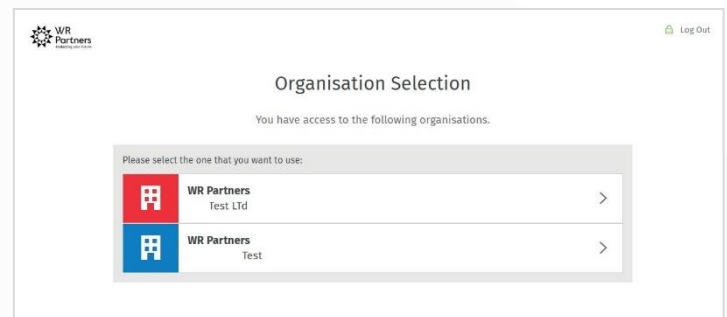 WR
Partners
Log Out
Organisation Selection
You have access to the following organisations.
Please select the one that you want to use:
WR Partners
Test LTd
WR Partners
Test